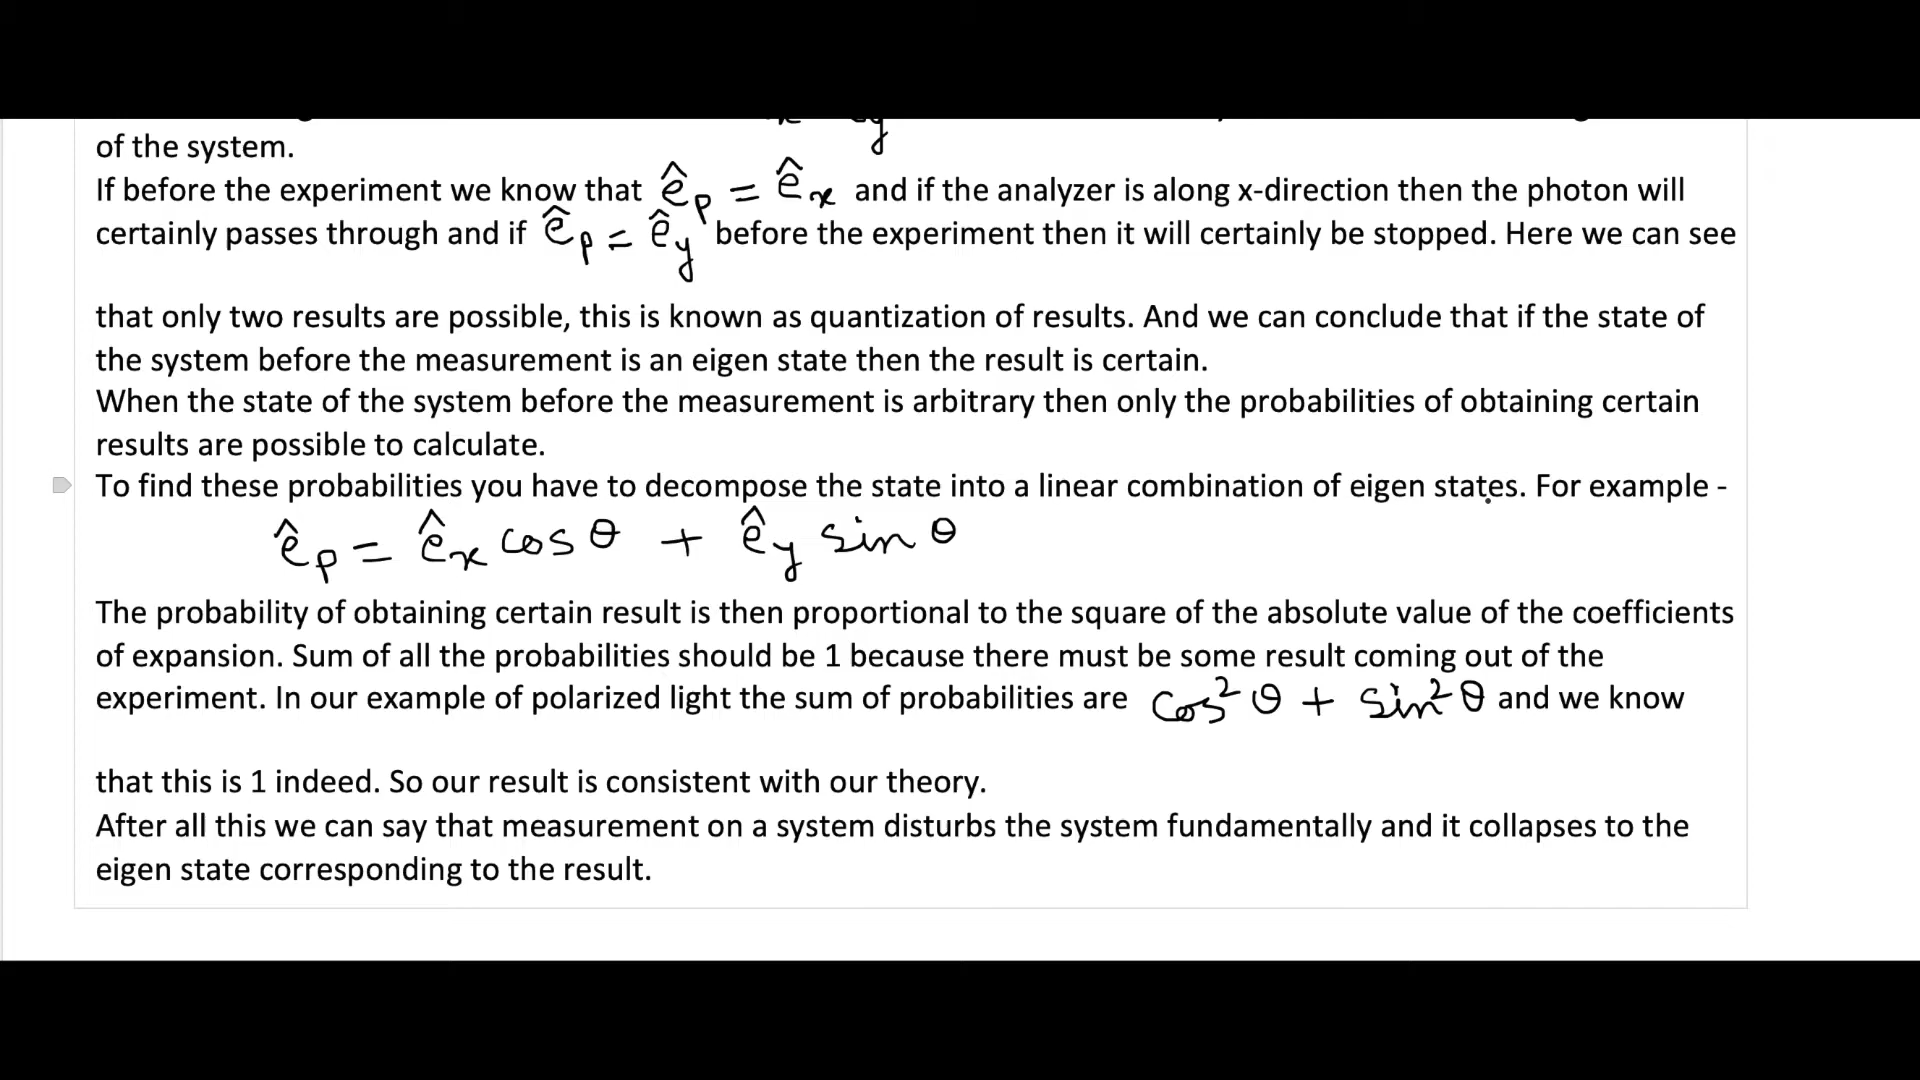 of the system.
If before the experiment we know that ê_p = ê_x and if the analyzer is along x-direction then the photon will
certainly passes through and if ê_p = ê_y before the experiment then it will certainly be stopped. Here we can see
that only two results are possible, this is known as quantization of results. And we can conclude that if the state of
the system before the measurement is an eigen state then the result is certain.
When the state of the system before the measurement is arbitrary then only the probabilities of obtaining certain
results are possible to calculate.
To find these probabilities you have to decompose the state into a linear combination of eigen states. For example -
ê_p = ê_x cos θ + ê_y sin θ
The probability of obtaining certain result is then proportional to the square of the absolute value of the coefficients
of expansion. Sum of all the probabilities should be 1 because there must be some result coming out of the
experiment. In our example of polarized light the sum of probabilities are cos² θ + sin² θ and we know
that this is 1 indeed. So our result is consistent with our theory.
After all this we can say that measurement on a system disturbs the system fundamentally and it collapses to the
eigen state corresponding to the result.